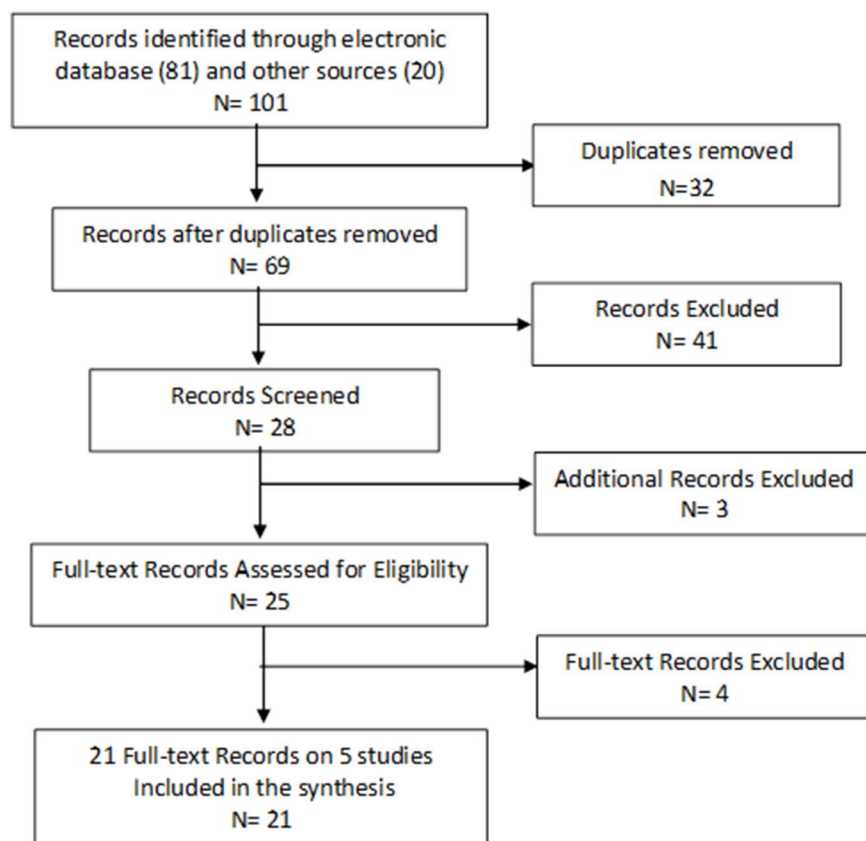 Records identified through electronic
database (81) and other sources (20)
N= 101
Duplicates removed
N=32
Records after duplicates removed
N= 69
Records Excluded
N= 41
Records Screened
N= 28
Additional Records Excluded
N= 3
Full-text Records Assessed for Eligibility
N= 25
Full-text Records Excluded
N= 4
21 Full-text Records on 5 studies
Included in the synthesis
N= 21